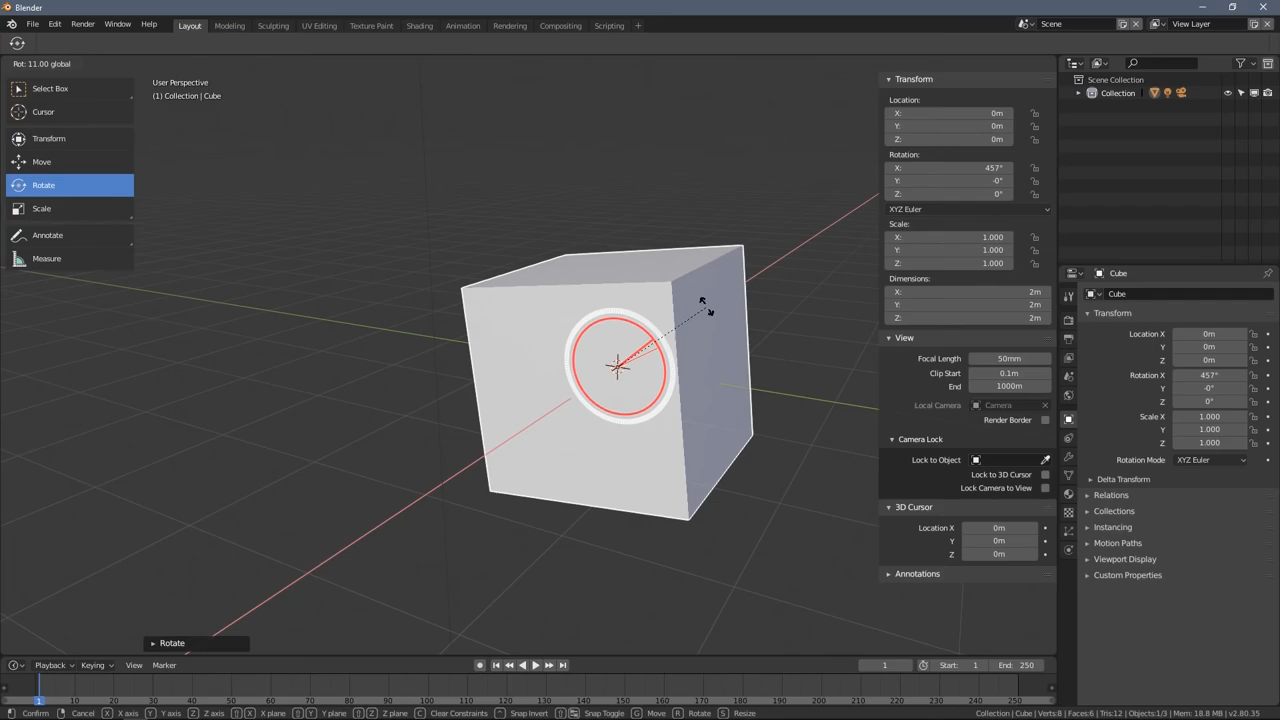 Blender
File Edit Render Window Help Layout Modeling Sculpting UV Editing Texture Paint Shading Animation Rendering Compositing Scripting + Scene View Layer
Rot: 11.00 global
Select Box
Cursor
Transform
Move
Rotate
Scale
Annotate
Measure
User Perspective
(1) Collection | Cube
Transform
Location:
X: 0m
Y: 0m
Z: 0m
Rotation:
X: 457°
Y: -0°
Z: 0°
XYZ Euler
Scale:
X: 1.000
Y: 1.000
Z: 1.000
Dimensions:
X: 2m
Y: 2m
Z: 2m
View
Focal Length 50mm
Clip Start 0.1m
End 1000m
Local Camera Camera
Render Border
Camera Lock
Lock to Object
Lock to 3D Cursor
Lock Camera to View
3D Cursor
Location X 0m
Y 0m
Z 0m
Annotations
Scene Collection
Collection
Cube
Cube
Transform
Location X 0m
Y 0m
Z 0m
Rotation X 457°
Y -0°
Z 0°
Scale X 1.000
Y 1.000
Z 1.000
Rotation Mode XYZ Euler
Delta Transform
Relations
Collections
Instancing
Motion Paths
Viewport Display
Custom Properties
Rotate
Playback Keying View Marker 1 Start: 1 End: 250
1 10 20 30 40 50 60 70 80 90 100 110 120 130 140 150 160 170 180 190 200 210 220 230 240 250
Confirm Cancel X X axis Y Y axis Z Z axis X X plane Y Y plane Z Z plane C Clear Constraints Snap Invert Snap Toggle G Move R Rotate S Resize Collection | Cube | Verts:8 | Faces:6 | Tris:12 | Objects:1/3 | Mem: 18.8 MB | v2.80.35